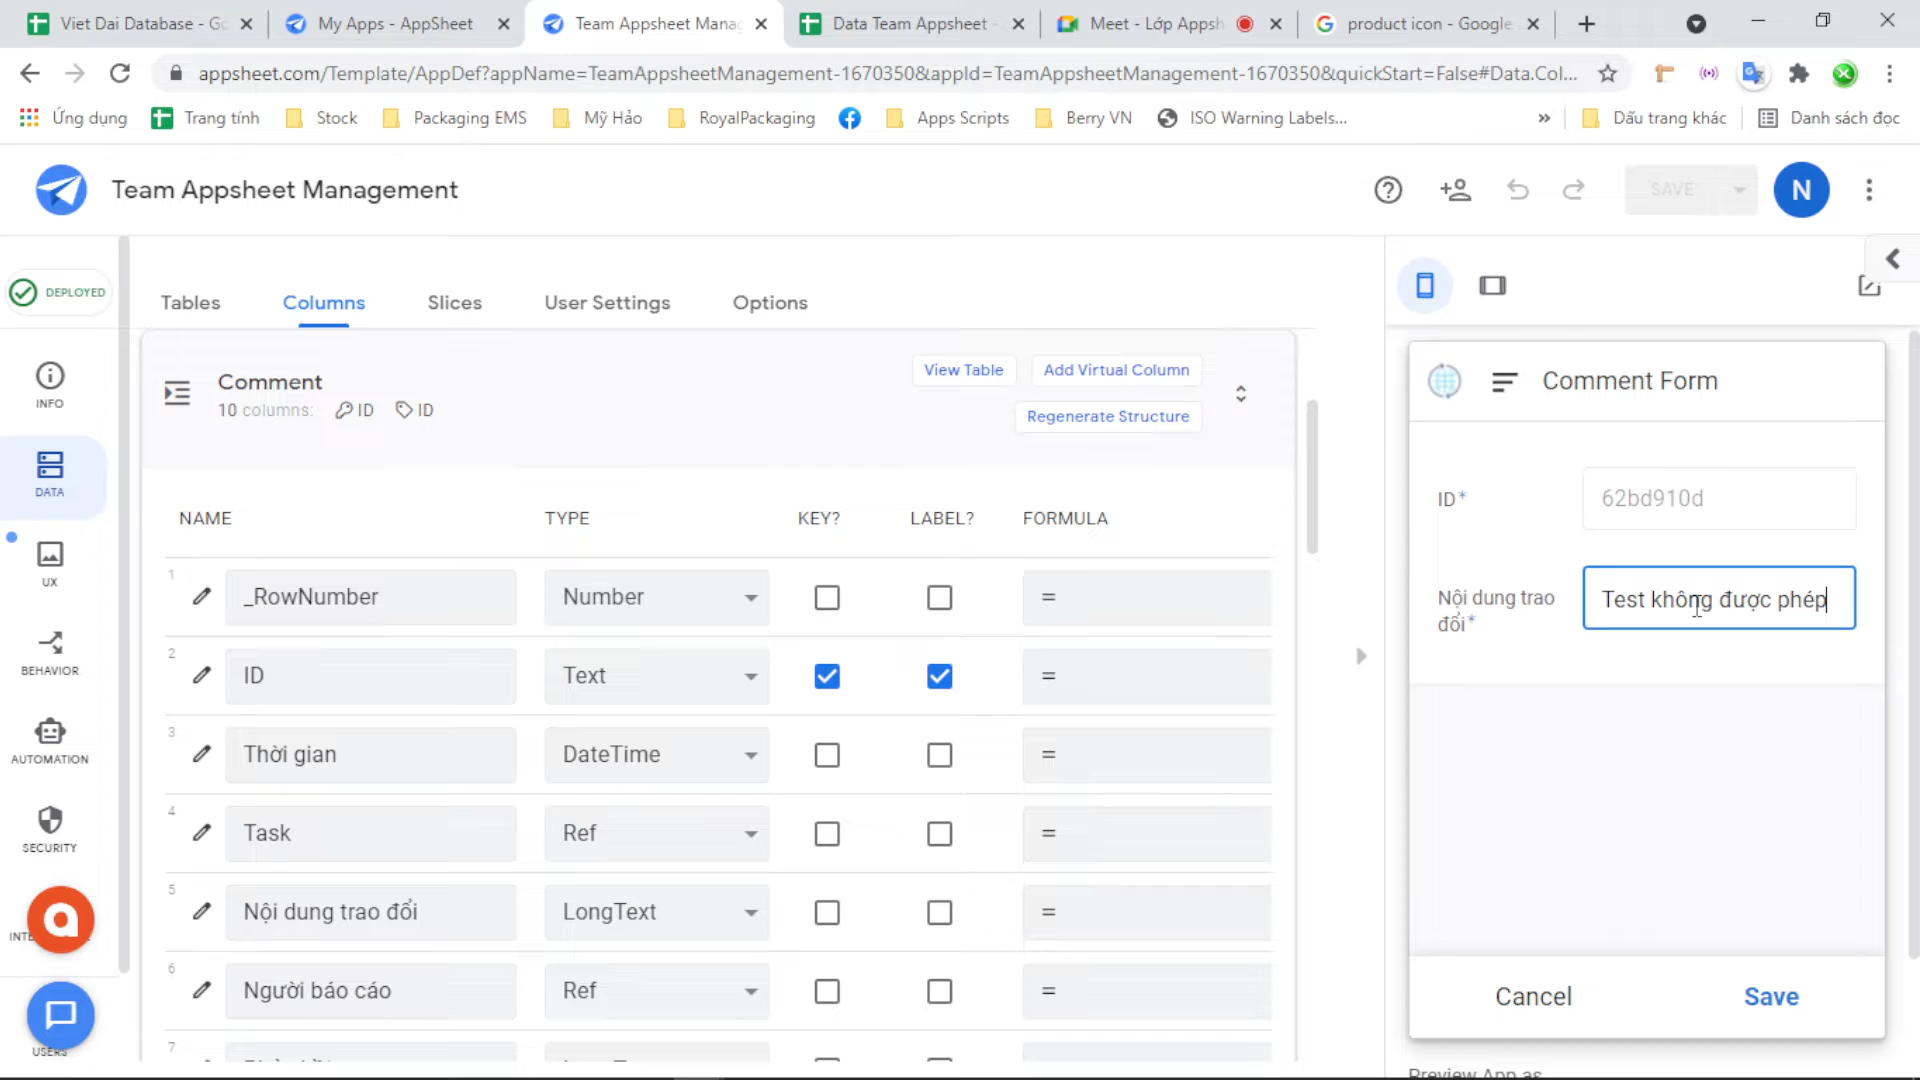 Viet Dai Database - Go
My Apps - AppSheet
Team Appsheet Manag
Data Team Appsheet -
Meet - Lớp Appsh
product icon - Google
appsheet.com/Template/AppDef?appName=TeamAppsheetManagement-1670350&appId=TeamAppsheetManagement-1670350&quickStart=False#Data.Col...
Ứng dụng
Trang tính
Stock
Packaging EMS
Mỹ Hảo
RoyalPackaging
Apps Scripts
Berry VN
ISO Warning Labels...
»
Dấu trang khác
Danh sách đọc
Team Appsheet Management
SAVE
N
DEPLOYED
INFO
DATA
UX
BEHAVIOR
AUTOMATION
SECURITY
INTE
USERS
Tables
Columns
Slices
User Settings
Options
Comment
10 columns: ID ID
View Table
Add Virtual Column
Regenerate Structure
NAME TYPE KEY? LABEL? FORMULA
1 _RowNumber Number =
2 ID Text =
3 Thời gian DateTime =
4 Task Ref =
5 Nội dung trao đổi LongText =
6 Người báo cáo Ref =
7
Comment Form
ID*
62bd910d
Nội dung trao
đổi*
Test không được phép
Cancel
Save
Preview App as